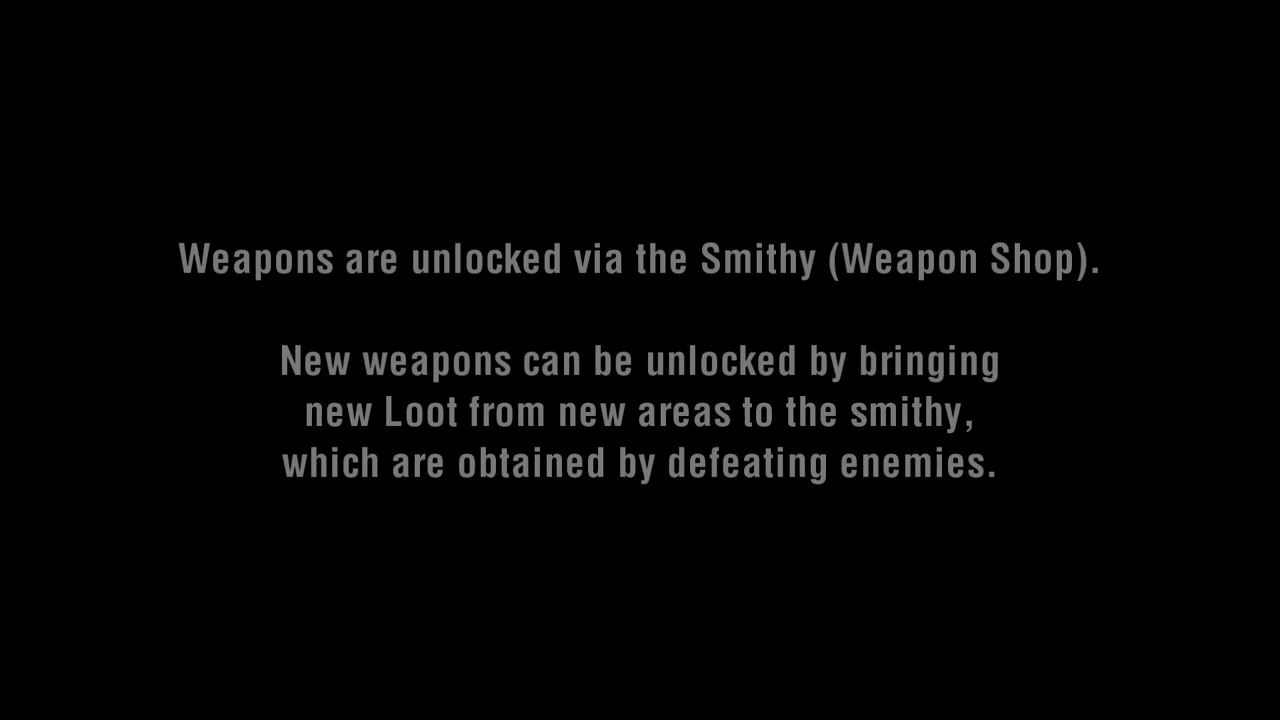 Weapons are unlocked via the Smithy (Weapon Shop).
New weapons can be unlocked by bringing
new Loot from new areas to the smithy,
which are obtained by defeating enemies.